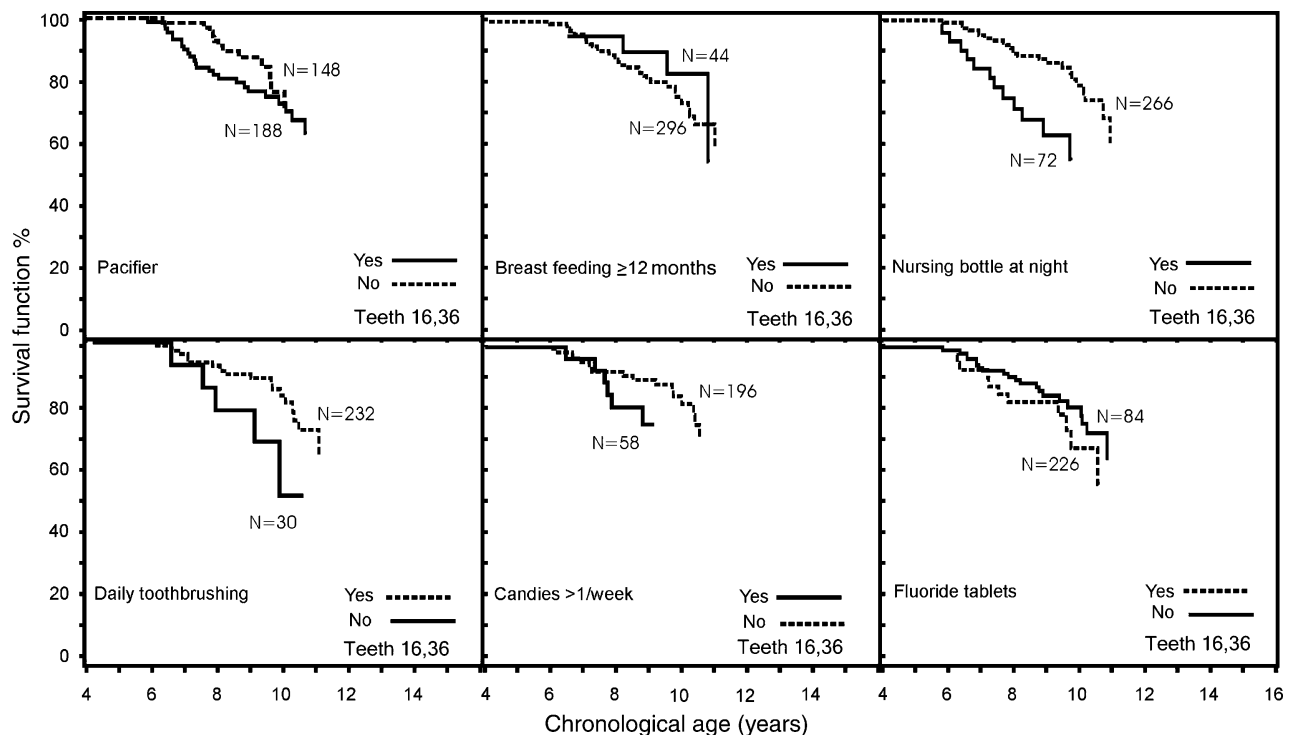 Survival function %
100
80
60
40
20
0
N=148
N=188
Pacifier
Yes
No
Teeth 16,36
N=44
N=296
Breast feeding ≥12 months
Yes
No
Teeth 16,36
N=266
N=72
Nursing bottle at night
Yes
No
Teeth 16,36
80
60
40
20
0
N=232
N=30
Daily toothbrushing
Yes
No
Teeth 16,36
N=196
N=58
Candies >1/week
Yes
No
Teeth 16,36
N=84
N=226
Fluoride tablets
Yes
No
Teeth 16,36
4 6 8 10 12 14 4 6 8 10 12 14 4 6 8 10 12 14 16
Chronological age (years)